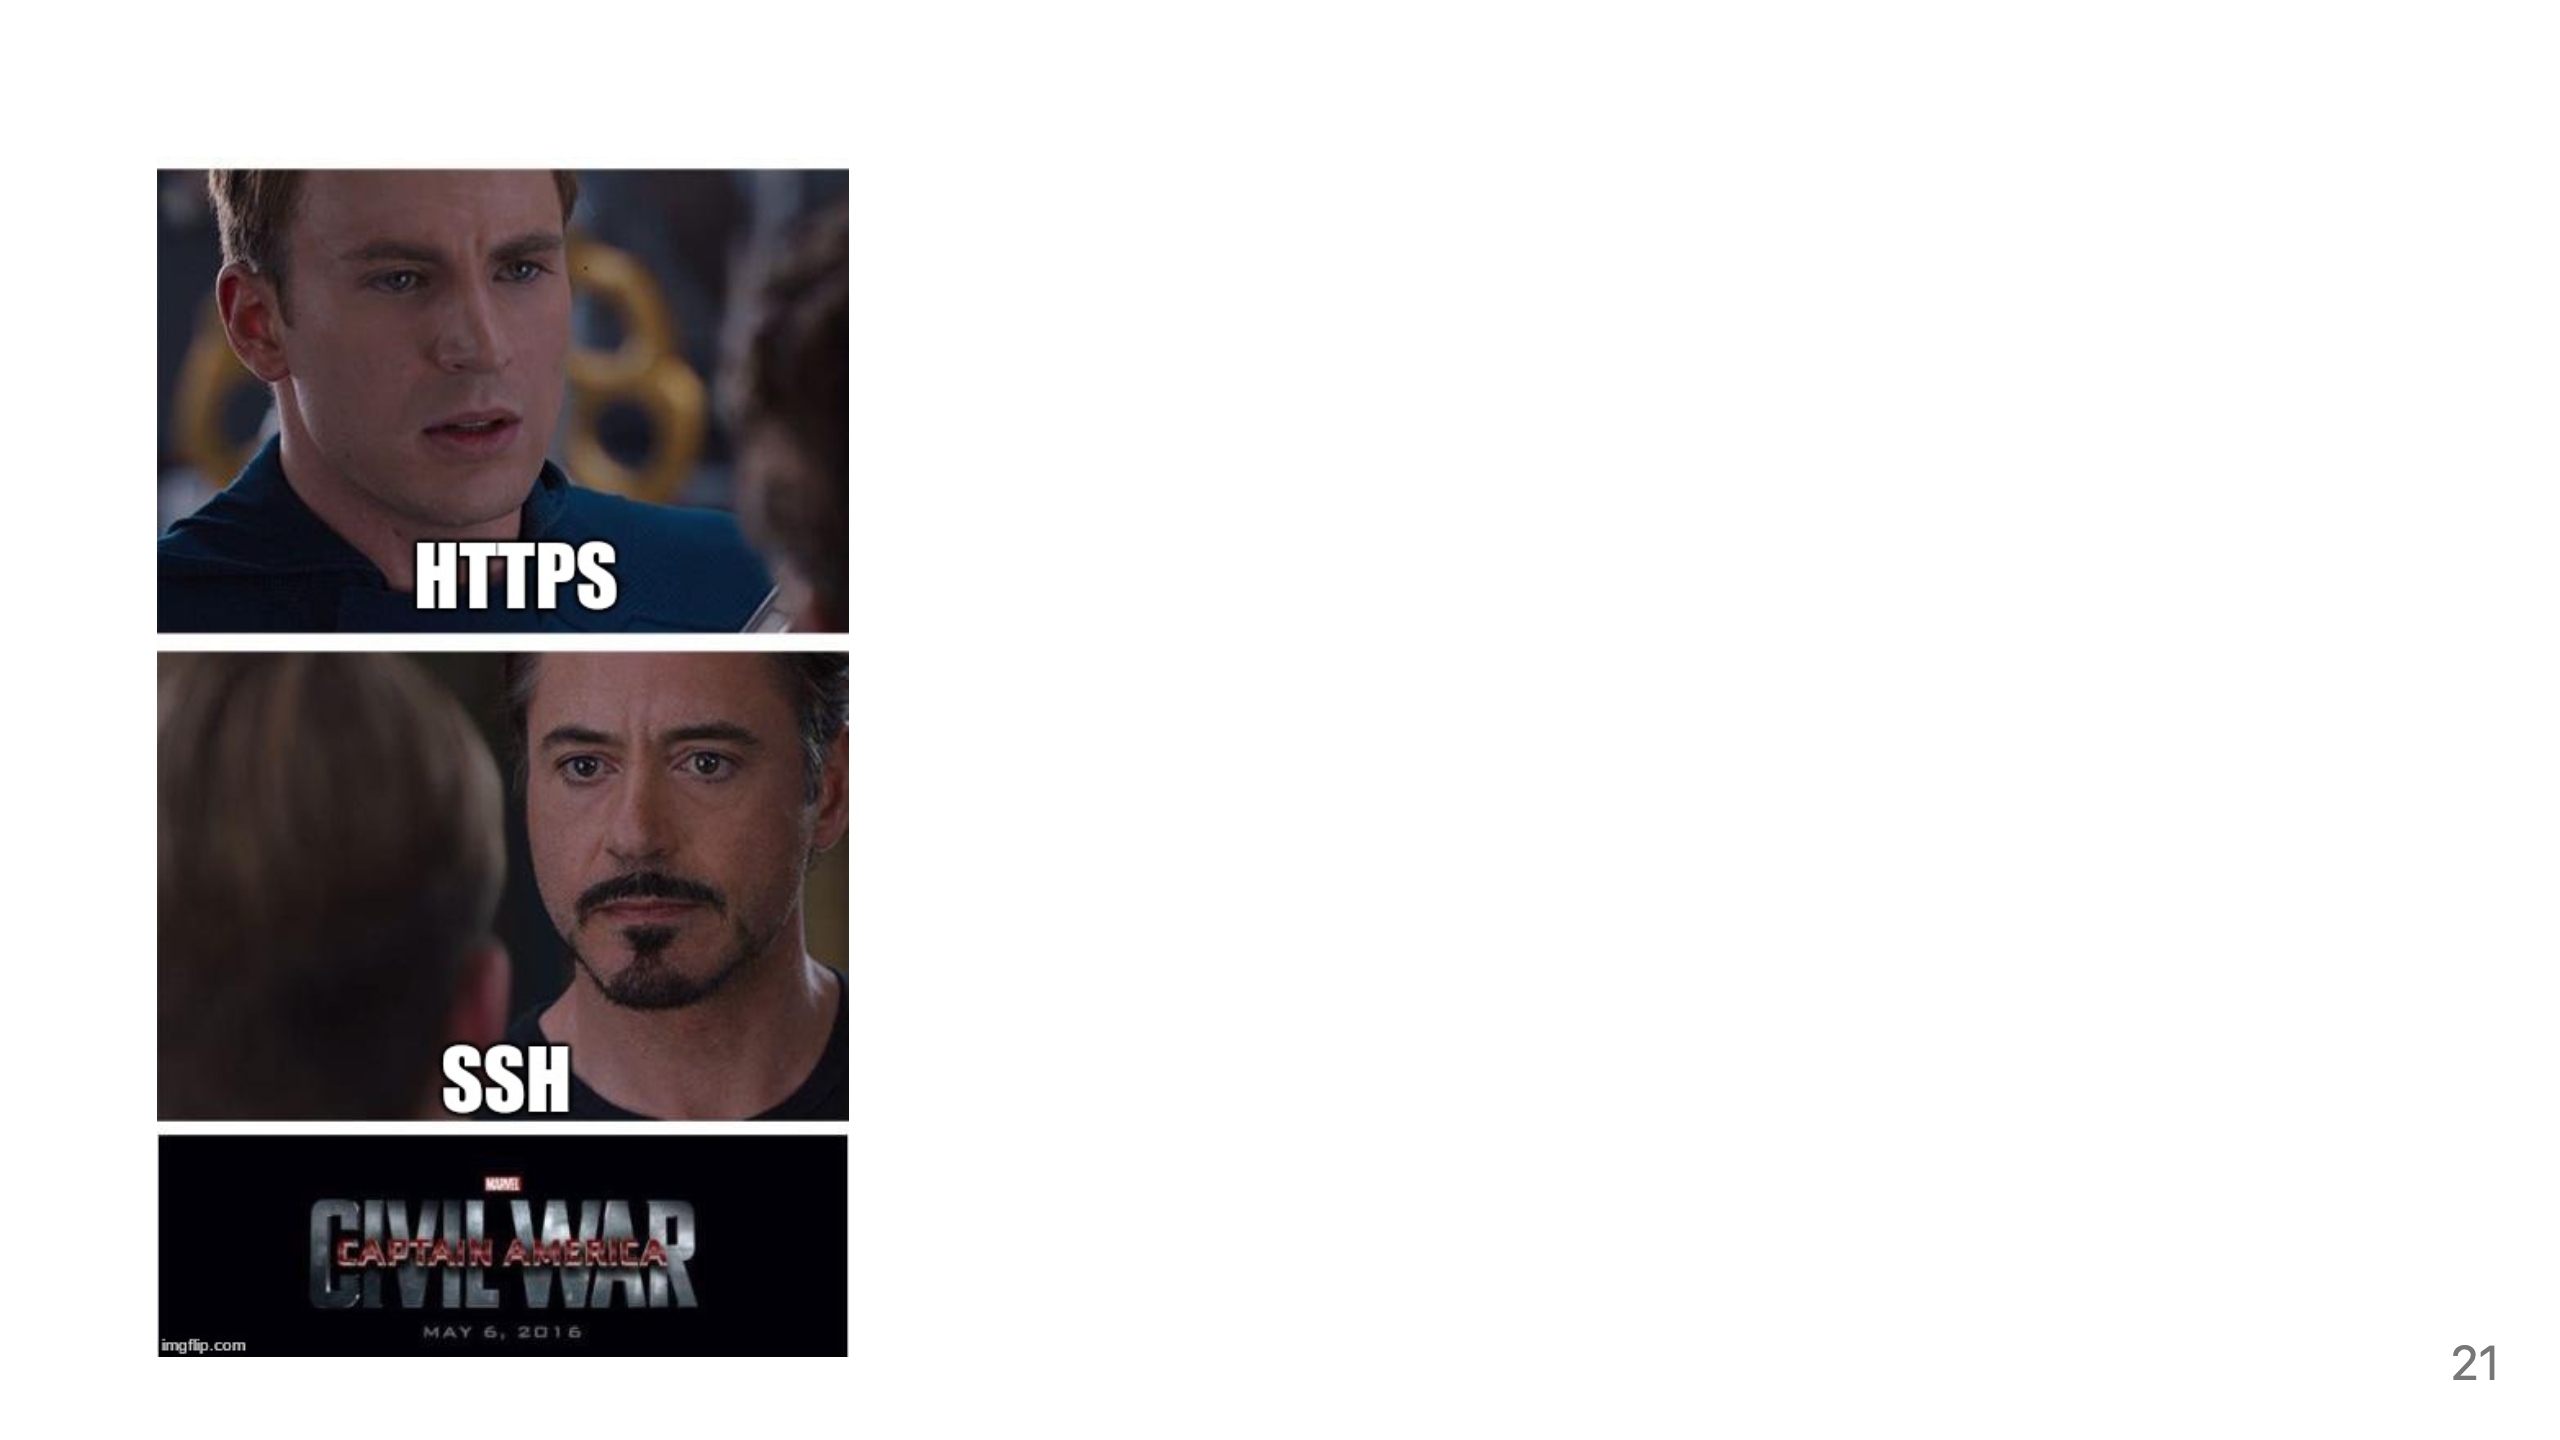 HTTPS
SSH
MARVEL
CIVIL WAR
CAPTAIN AMERICA
MAY 6, 2016
imgflip.com
21